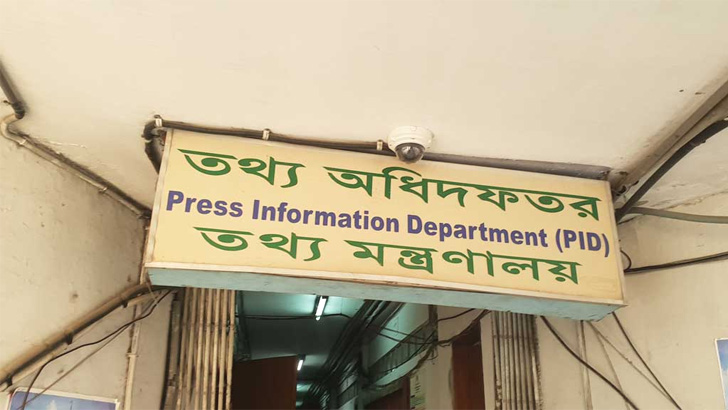 তথ্য অধিদফতর
Press Information Department (PID)
তথ্য মন্ত্রণালয়